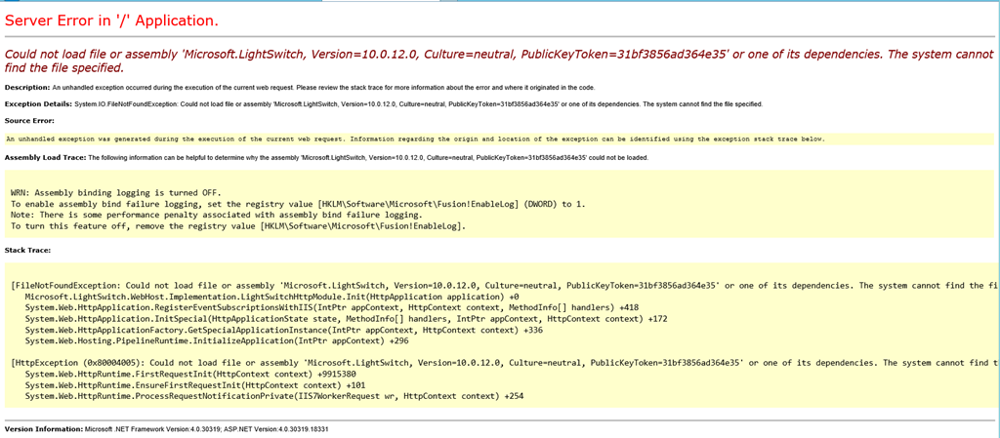 Server Error in '/' Application.
Could not load file or assembly 'Microsoft.LightSwitch, Version=10.0.12.0, Culture=neutral, PublicKeyToken=31bf3856ad364e35' or one of its dependencies. The system cannot
find the file specified.
Description: An unhandled exception occurred during the execution of the current web request. Please review the stack trace for more information about the error and where it originated in the code.
Exception Details: System.IO.FileNotFoundException: Could not load file or assembly 'Microsoft.LightSwitch, Version=10.0.12.0, Culture=neutral, PublicKeyToken=31bf3856ad364e35' or one of its dependencies. The system cannot find the file specified.
Source Error:
An unhandled exception was generated during the execution of the current web request. Information regarding the origin and location of the exception can be identified using the exception stack trace below.
Assembly Load Trace: The following information can be helpful to determine why the assembly 'Microsoft.LightSwitch, Version=10.0.12.0, Culture=neutral, PublicKeyToken=31bf3856ad364e35' could not be loaded.
WRN: Assembly binding logging is turned OFF.
To enable assembly bind failure logging, set the registry value [HKLM\Software\Microsoft\Fusion!EnableLog] (DWORD) to 1.
Note: There is some performance penalty associated with assembly bind failure logging.
To turn this feature off, remove the registry value [HKLM\Software\Microsoft\Fusion!EnableLog].
Stack Trace:
[FileNotFoundException: Could not load file or assembly 'Microsoft.LightSwitch, Version=10.0.12.0, Culture=neutral, PublicKeyToken=31bf3856ad364e35' or one of its dependencies. The system cannot find the fi
Microsoft.LightSwitch.WebHost.Implementation.LightSwitchHttpModule.Init(HttpApplication application) +0
System.Web.HttpApplication.RegisterEventSubscriptionsWithIIS(IntPtr appContext, HttpContext context, MethodInfo[] handlers) +418
System.Web.HttpApplication.InitSpecial(HttpApplicationState state, MethodInfo[] handlers, IntPtr appContext, HttpContext context) +172
System.Web.HttpApplicationFactory.GetSpecialApplicationInstance(IntPtr appContext, HttpContext context) +336
System.Web.Hosting.PipelineRuntime.InitializeApplication(IntPtr appContext) +296
[HttpException (0x80004005): Could not load file or assembly 'Microsoft.LightSwitch, Version=10.0.12.0, Culture=neutral, PublicKeyToken=31bf3856ad364e35' or one of its dependencies. The system cannot find t
System.Web.HttpRuntime.FirstRequestInit(HttpContext context) +9915380
System.Web.HttpRuntime.EnsureFirstRequestInit(HttpContext context) +101
System.Web.HttpRuntime.ProcessRequestNotificationPrivate(IIS7WorkerRequest wr, HttpContext context) +254
Version Information: Microsoft .NET Framework Version:4.0.30319; ASP.NET Version:4.0.30319.18331